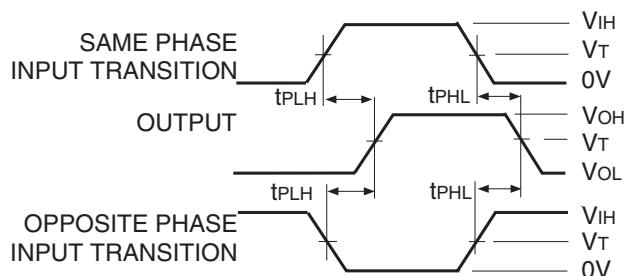 VIH
SAME PHASE
INPUT TRANSITION
VT
0V
tPLH
tPHL
OUTPUT
VOH
VT
VOL
tPLH
tPHL
OPPOSITE PHASE
INPUT TRANSITION
VIH
VT
0V